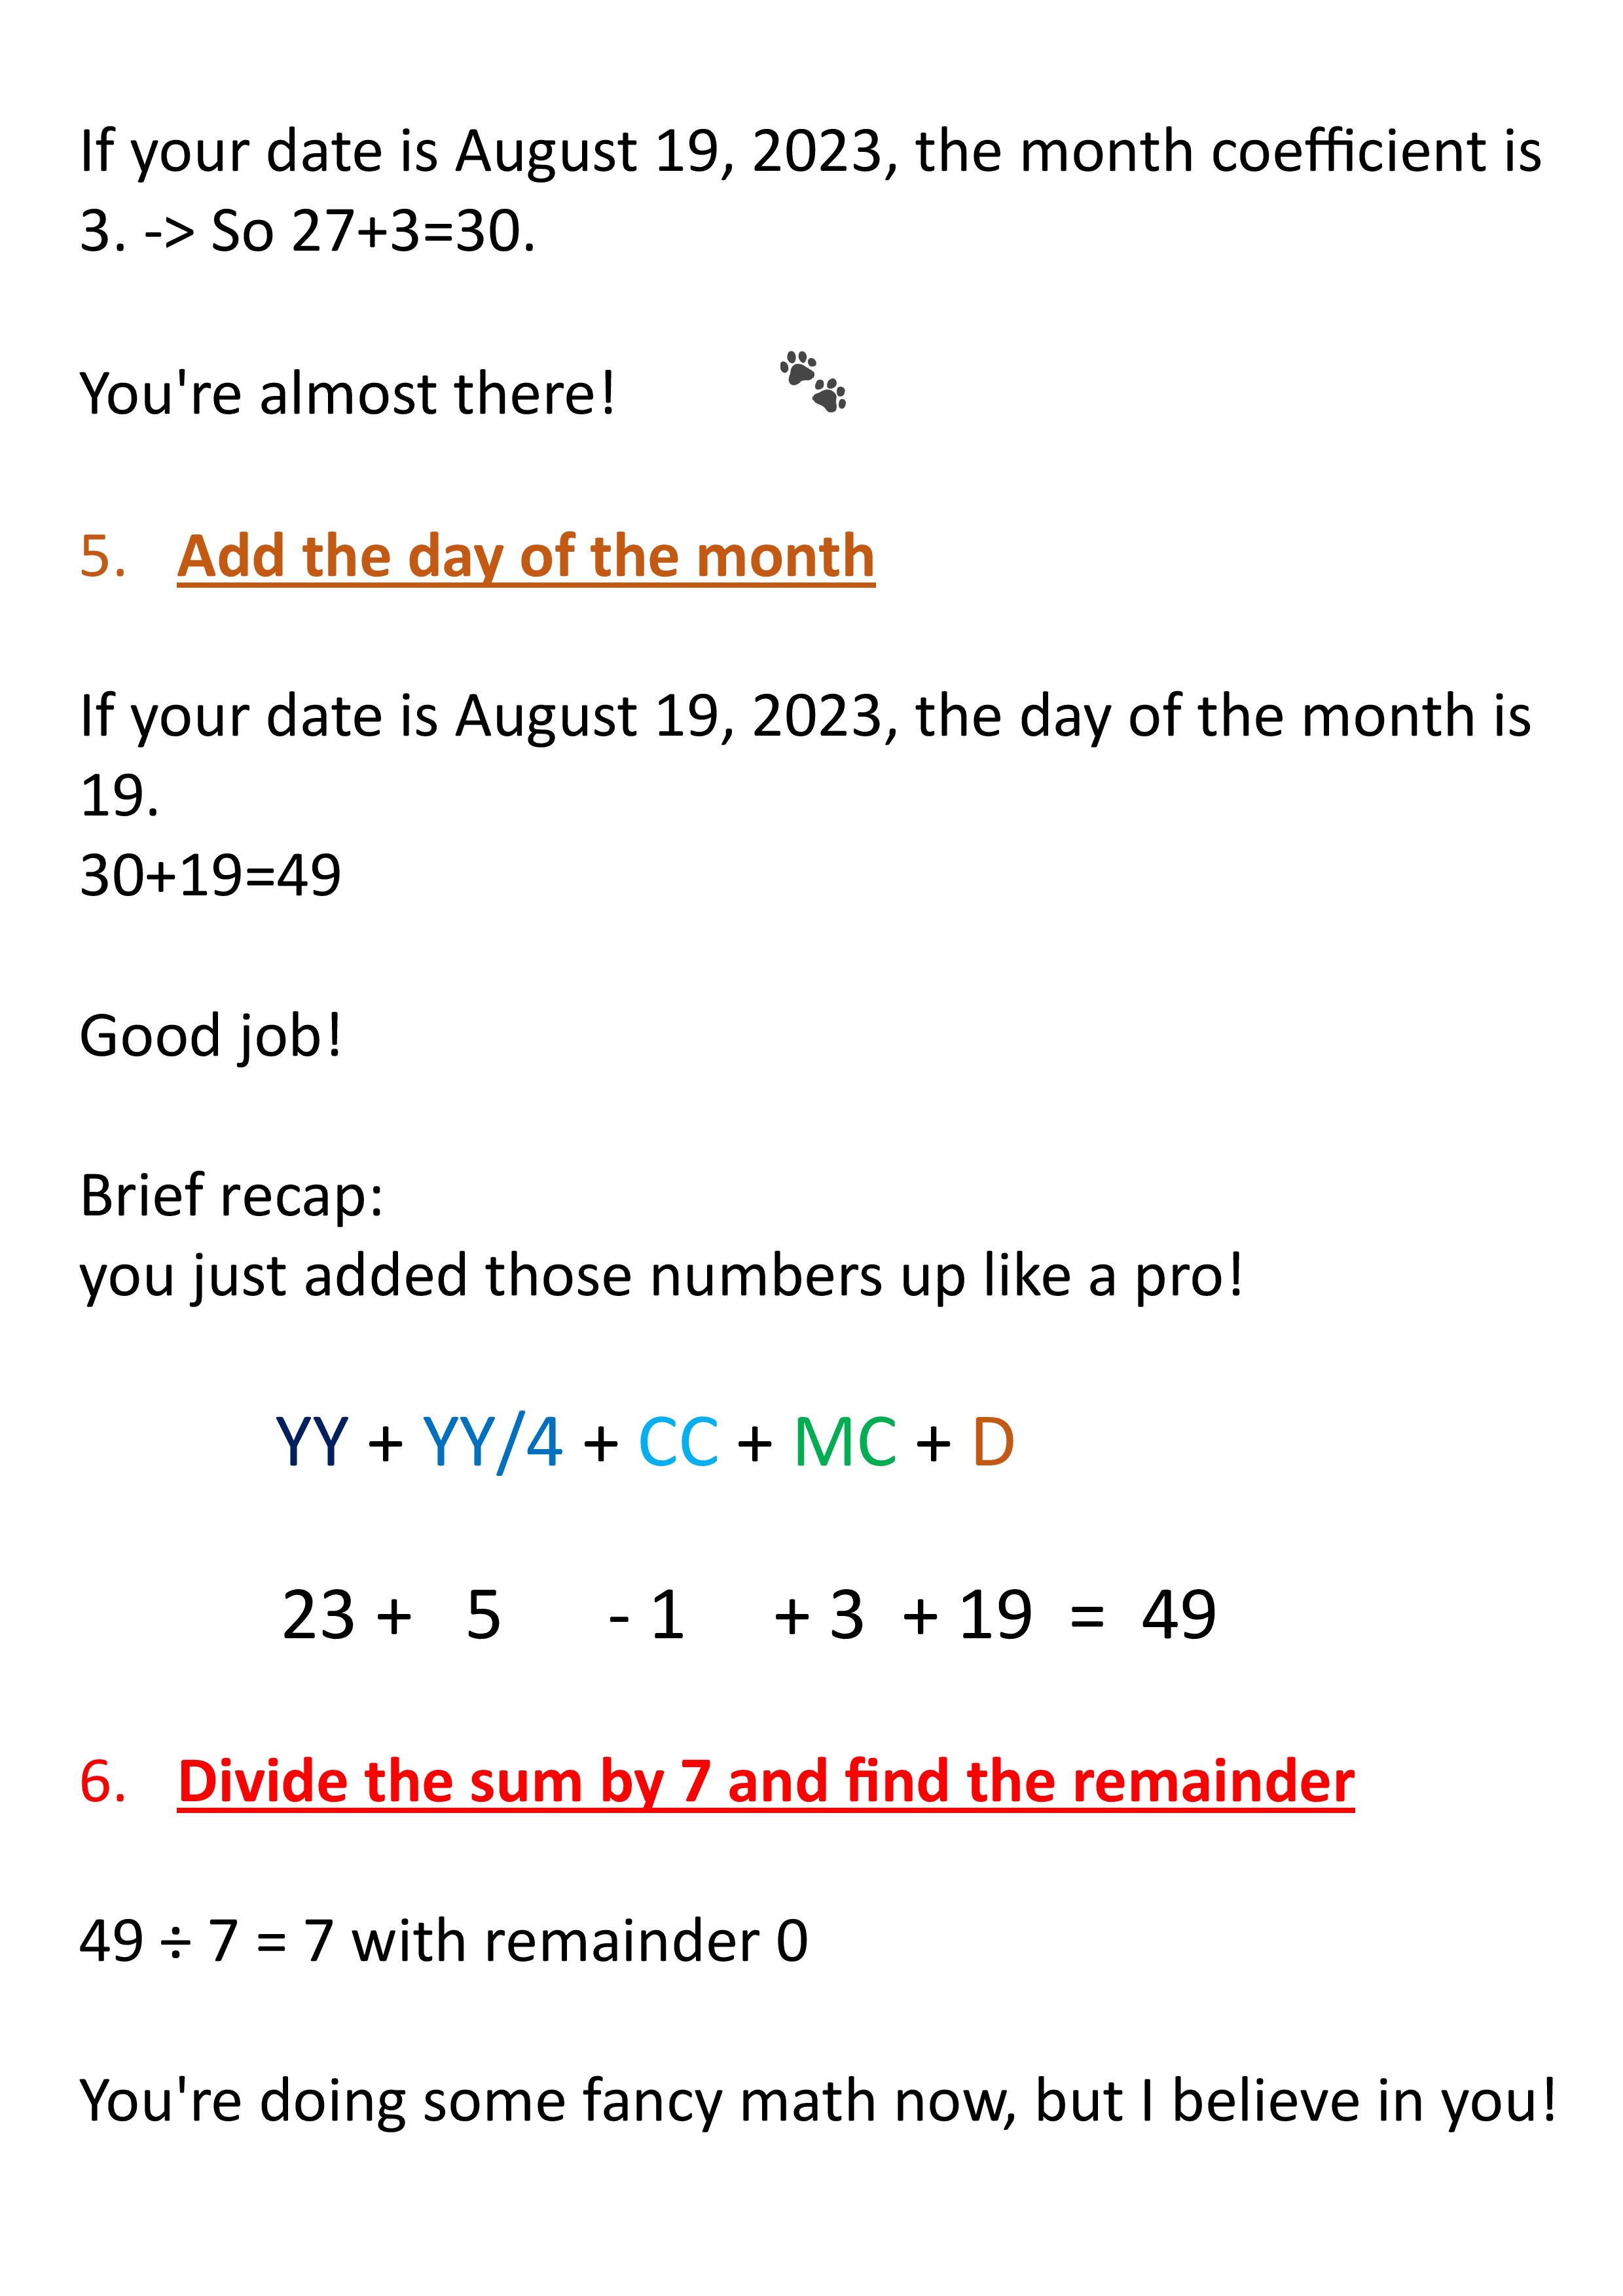 If your date is August 19, 2023, the month coefficient is
3. -> So 27+3=30.
You're almost there!
5. Add the day of the month
If your date is August 19, 2023, the day of the month is
19.
30+19=49
Good job!
Brief recap:
you just added those numbers up like a pro!
YY + YY/4 + CC + MC + D
23 + 5 - 1 + 3 + 19 = 49
6. Divide the sum by 7 and find the remainder
49 ÷ 7 = 7 with remainder 0
You're doing some fancy math now, but I believe in you!